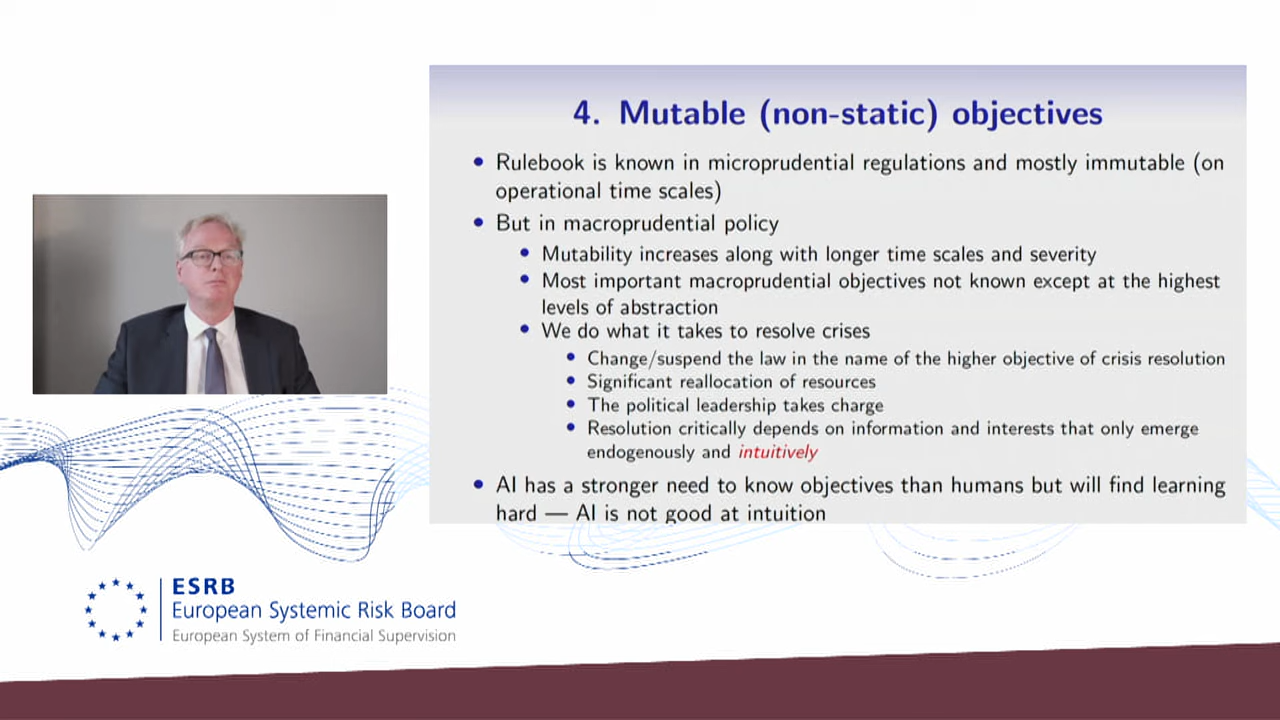 4. Mutable (non-static) objectives
• Rulebook is known in microprudential regulations and mostly immutable (on
operational time scales)
• But in macroprudential policy
• Mutability increases along with longer time scales and severity
• Most important macroprudential objectives not known except at the highest
levels of abstraction
• We do what it takes to resolve crises
• Change/suspend the law in the name of the higher objective of crisis resolution
• Significant reallocation of resources
• The political leadership takes charge
• Resolution critically depends on information and interests that only emerge
endogenously and intuitively
• AI has a stronger need to know objectives than humans but will find learning
hard — AI is not good at intuition
ESRB
European Systemic Risk Board
European System of Financial Supervision